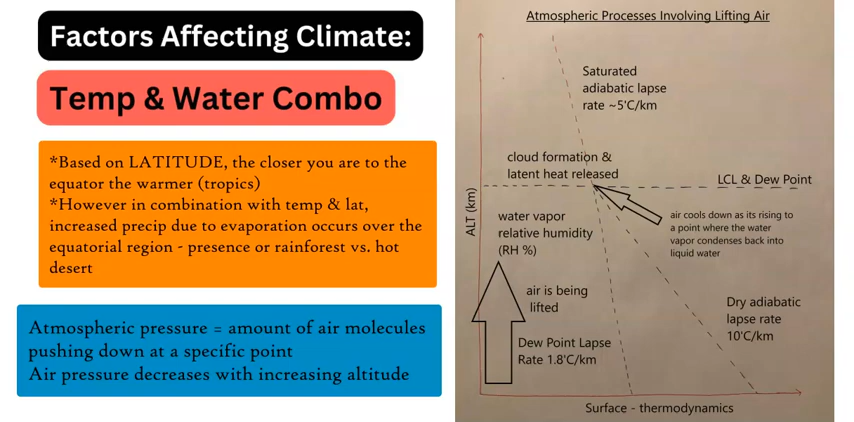 Factors Affecting Climate:
Temp & Water Combo
*Based on LATITUDE, the closer you are to the
equator the warmer (tropics)
*However in combination with temp & lat,
increased precip due to evaporation occurs over the
equatorial region - presence or rainforest vs. hot
desert
Atmospheric pressure = amount of air molecules
pushing down at a specific point
Air pressure decreases with increasing altitude
Atmospheric Processes Involving Lifting Air
Saturated
adiabatic lapse
rate ~5'C/km
cloud formation &
latent heat released
LCL & Dew Point
ALT (km)
water vapor
relative humidity
(RH %)
air cools down as its rising to
a point where the water
vapor condenses back into
liquid water
air is being
lifted
Dry adiabatic
lapse rate
10'C/km
Dew Point Lapse
Rate 1.8'C/km
Surface - thermodynamics